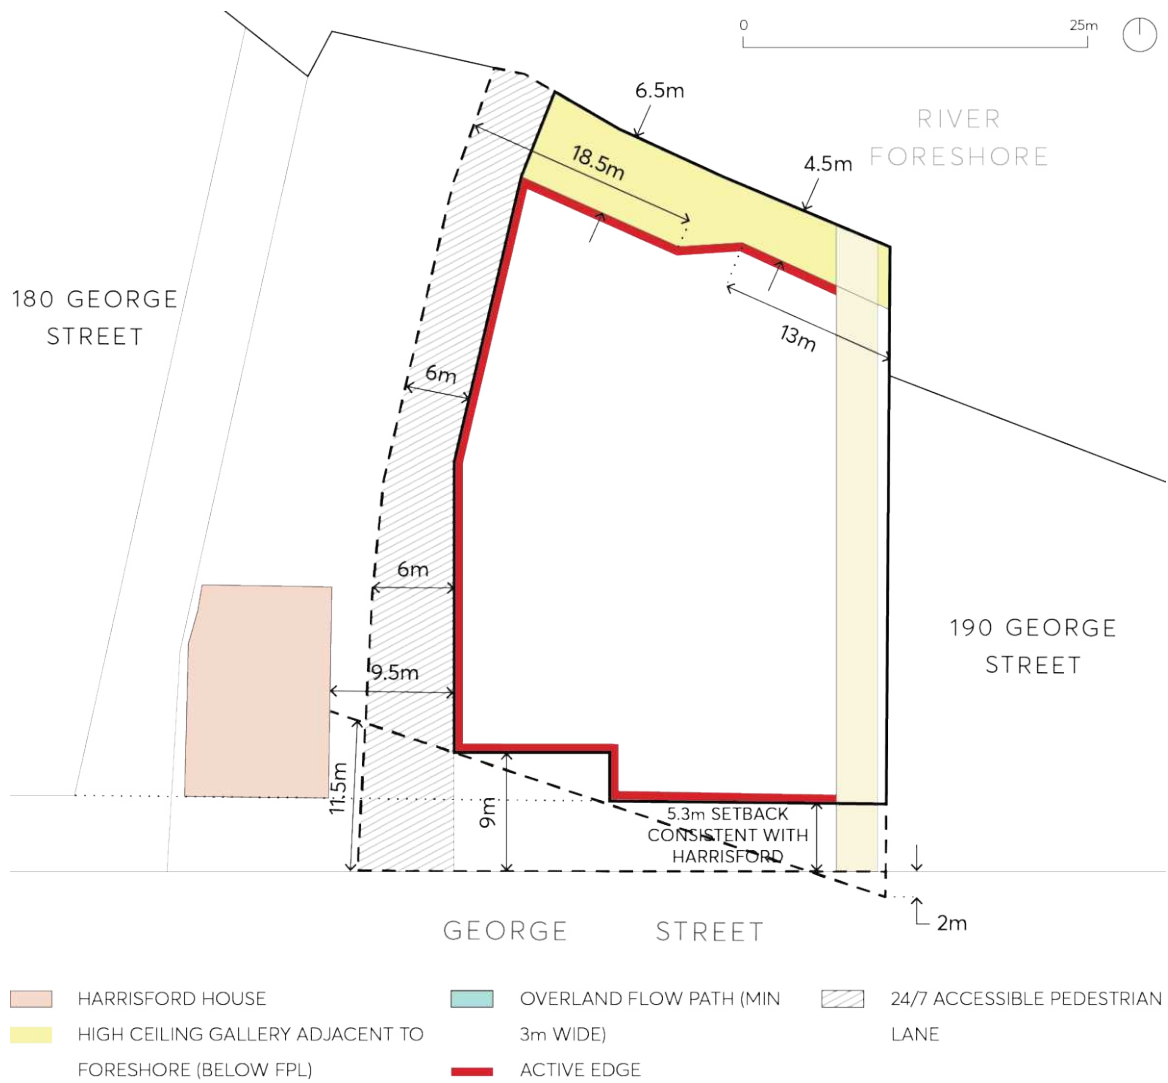 0
25m
6.5m
RIVER
FORESHORE
18.5m
4.5m
180 GEORGE
STREET
13m
6m
6m
190 GEORGE
STREET
9.5m
11.5m
9m
5.3m SETBACK
CONSISTENT WITH
HARRISFORD
2m
GEORGE STREET
HARRISFORD HOUSE
HIGH CEILING GALLERY ADJACENT TO
FORESHORE (BELOW FPL)
OVERLAND FLOW PATH (MIN
3m WIDE)
ACTIVE EDGE
24/7 ACCESSIBLE PEDESTRIAN
LANE